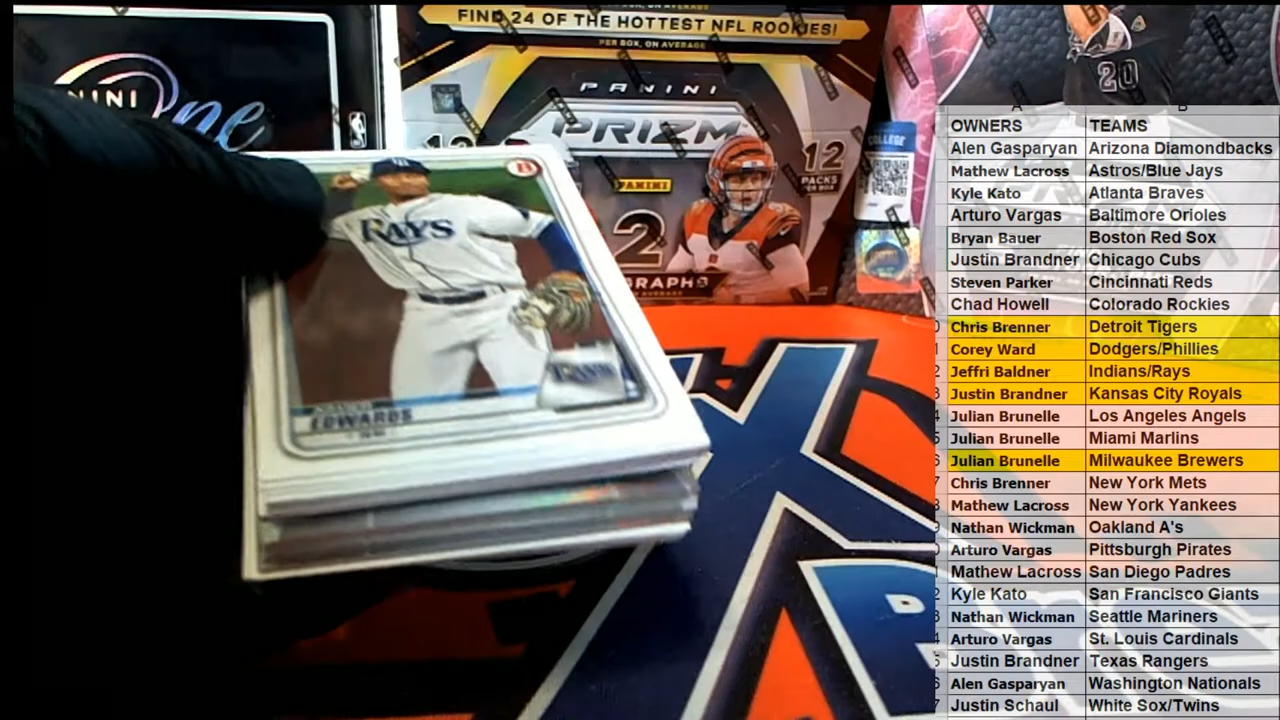 FIND 24 OF THE HOTTEST NFL ROOKIES!
PER BOX, ON AVERAGE
PANINI
PRIZM
12
PACKS
PER BOX
PANINI
2
COLLEGE
20
RAYS
EDWARDS
A B
OWNERS TEAMS
Alen Gasparyan Arizona Diamondbacks
Mathew Lacross Astros/Blue Jays
Kyle Kato Atlanta Braves
Arturo Vargas Baltimore Orioles
Bryan Bauer Boston Red Sox
Justin Brandner Chicago Cubs
Steven Parker Cincinnati Reds
Chad Howell Colorado Rockies
Chris Brenner Detroit Tigers
Corey Ward Dodgers/Phillies
Jeffri Baldner Indians/Rays
Justin Brandner Kansas City Royals
Julian Brunelle Los Angeles Angels
Julian Brunelle Miami Marlins
Julian Brunelle Milwaukee Brewers
Chris Brenner New York Mets
Mathew Lacross New York Yankees
Nathan Wickman Oakland A's
Arturo Vargas Pittsburgh Pirates
Mathew Lacross San Diego Padres
Kyle Kato San Francisco Giants
Nathan Wickman Seattle Mariners
Arturo Vargas St. Louis Cardinals
Justin Brandner Texas Rangers
Alen Gasparyan Washington Nationals
Justin Schaul White Sox/Twins